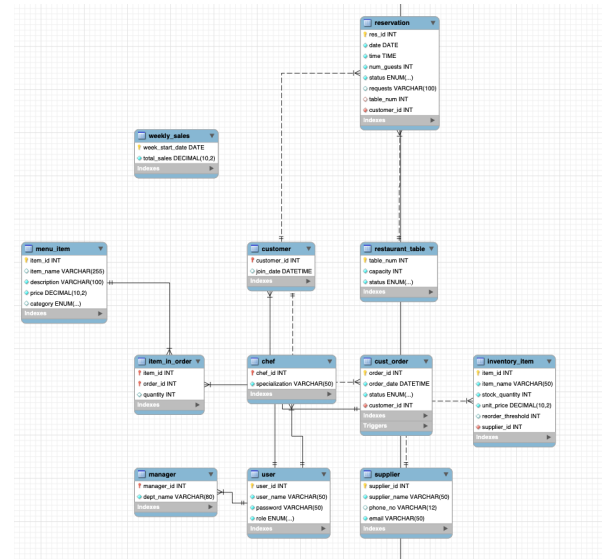 reservation
res_id INT
date DATE
time TIME
num_guests INT
status ENUM(...)
requests VARCHAR(100)
table_num INT
customer_id INT
Indexes
weekly_sales
week_start_date DATE
total_sales DECIMAL(10,2)
Indexes
menu_item
item_id INT
item_name VARCHAR(255)
description VARCHAR(100)
price DECIMAL(10,2)
category ENUM(...)
Indexes
customer
customer_id INT
join_date DATETIME
Indexes
restaurant_table
table_num INT
capacity INT
status ENUM(...)
Indexes
item_in_order
item_id INT
order_id INT
quantity INT
Indexes
chef
chef_id INT
specialization VARCHAR(50)
Indexes
cust_order
order_id INT
order_date DATETIME
status ENUM(...)
customer_id INT
Indexes
Triggers
inventory_item
item_id INT
item_name VARCHAR(50)
stock_quantity INT
unit_price DECIMAL(10,2)
reorder_threshold INT
supplier_id INT
Indexes
manager
manager_id INT
dept_name VARCHAR(80)
Indexes
user
user_id INT
user_name VARCHAR(50)
password VARCHAR(50)
role ENUM(...)
Indexes
supplier
supplier_id INT
supplier_name VARCHAR(50)
phone_no VARCHAR(12)
email VARCHAR(50)
Indexes